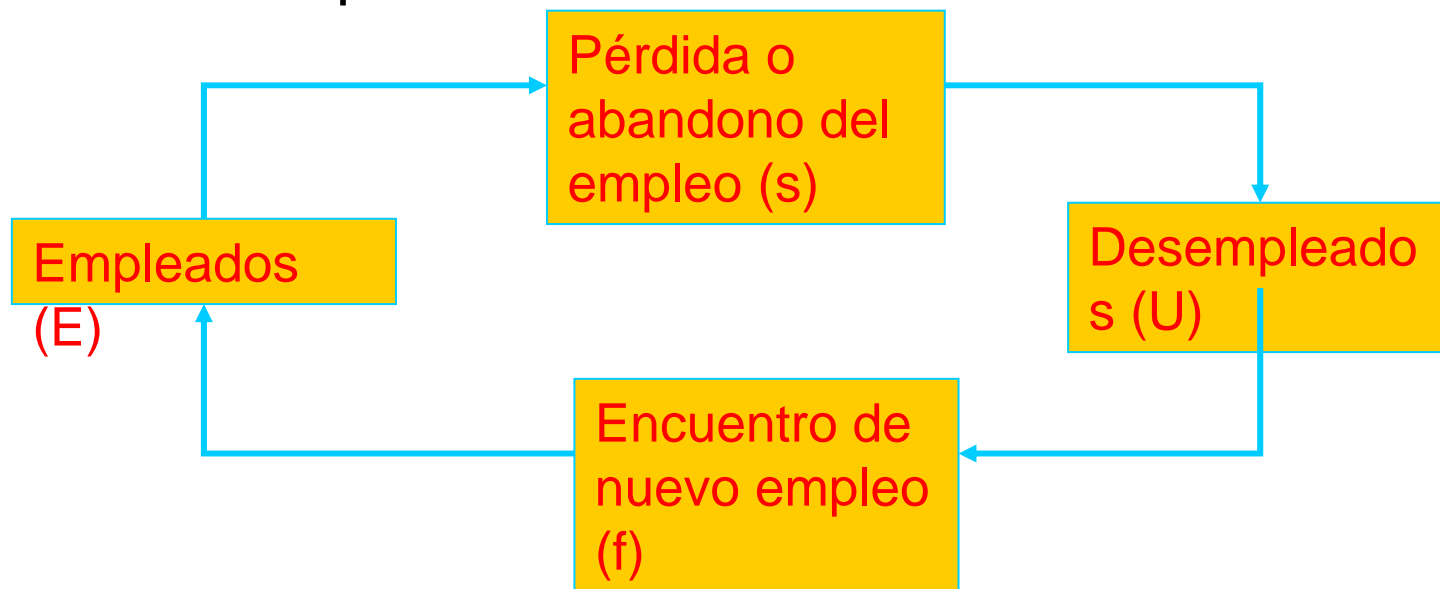 Pérdida o
abandono del
empleo (s)
Empleados
(E)
Desempleado
s (U)
Encuentro de
nuevo empleo
(f)